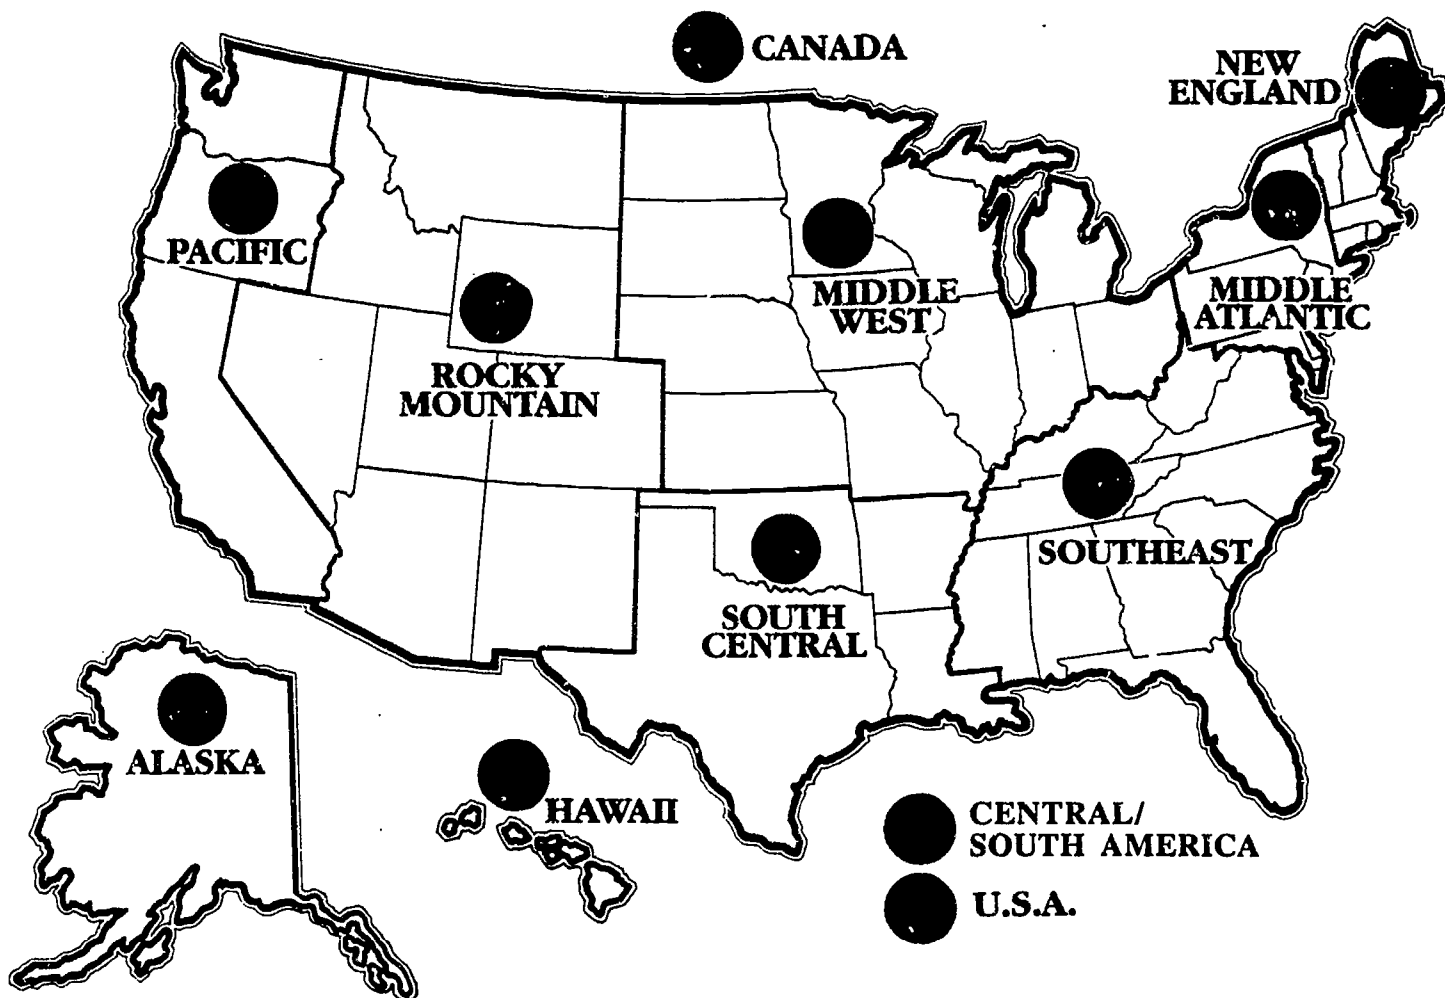 CANADA
NEW
ENGLAND
PACIFIC
MIDDLE
WEST
MIDDLE
ATLANTIC
ROCKY
MOUNTAIN
SOUTHEAST
SOUTH
CENTRAL
ALASKA
HAWAII
CENTRAL/
SOUTH AMERICA
U.S.A.